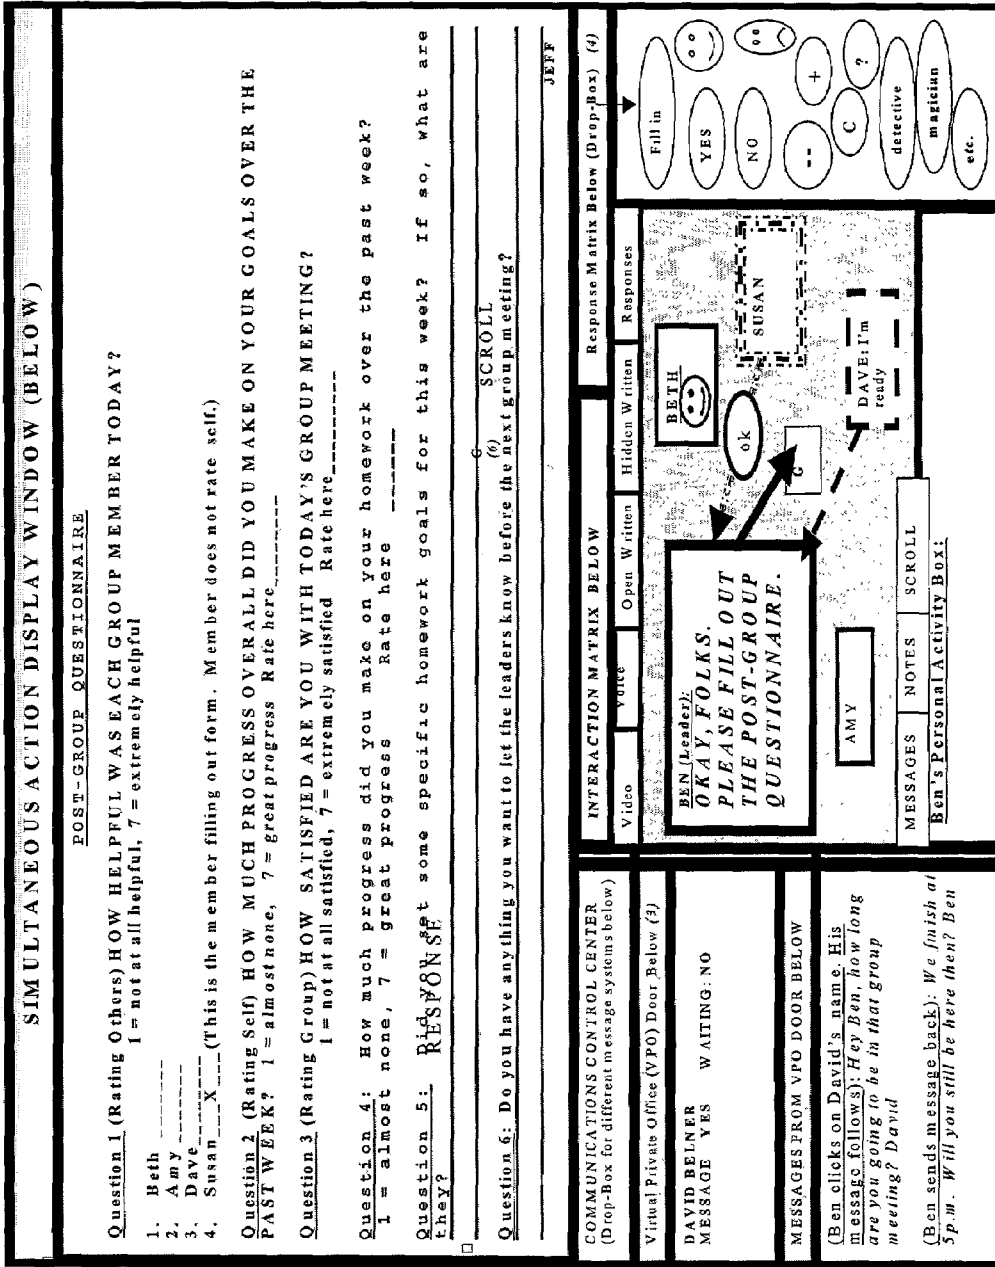 SIMULTANEOUS ACTION DISPLAY WINDOW (BELOW)
POST-GROUP QUESTIONNAIRE
Question 1 (Rating Others) HOW HELPFUL WAS EACH GROUP MEMBER TODAY?
1 = not at all helpful, 7 = extremely helpful
1. Beth _______
2. Amy _______
3. Dave _______
4. Susan ___X___ (This is the member filling out form. Member does not rate self.)
Question 2 (Rating Self) HOW MUCH PROGRESS OVERALL DID YOU MAKE ON YOUR GOALS OVER THE
PAST WEEK? 1 = almost none, 7 = great progress Rate here________
Question 3 (Rating Group) HOW SATISFIED ARE YOU WITH TODAY'S GROUP MEETING?
1 = not at all satisfied, 7 = extremely satisfied Rate here________
Question 4: How much progress did you make on your homework over the past week?
1 = almost none, 7 = great progress Rate here ______
Question 5: Did you set some specific homework goals for this week? If so, what are
they?
RESPONSE
G
SCROLL
(6)
Question 6: Do you have anything you want to let the leaders know before the next group meeting?
JEFF
COMMUNICATIONS CONTROL CENTER
(Drop-Box for different message systems below)
Virtual Private Office (VPO) Door Below (3)
DAVID BELNER
MESSAGE YES WAITING: NO
MESSAGES FROM VPO DOOR BELOW
(Ben clicks on David's name. His
message follows): Hey Ben, how long
are you going to be in that group
meeting? David
(Ben sends message back): We finish at
5pm. Will you still be here then? Ben
INTERACTION MATRIX BELOW
Video Voice Open Written Hidden Written Responses
BEN (Leader):
OKAY, FOLKS.
PLEASE FILL OUT
THE POST-GROUP
QUESTIONNAIRE.
BETH
ok
SUSAN
G
DAVE: I'm
ready
AMY
MESSAGES NOTES SCROLL
Ben's Personal Activity Box:
Response Matrix Below (Drop-Box) (4)
Fill in
YES
NO
--
+
C
?
detective
magician
etc.